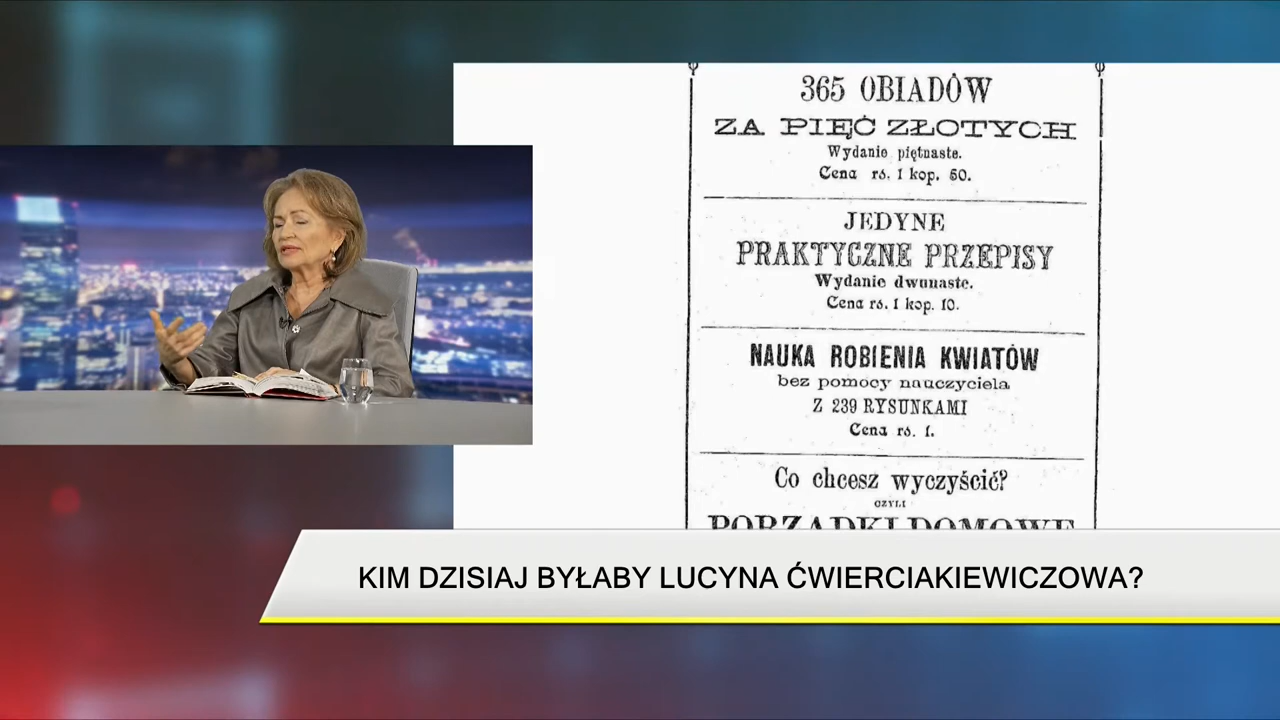 365 OBIADÓW
ZA PIĘĆ ZŁOTYCH
Wydanie piętnaste.
Cena rs. 1 kop. 50.
JEDYNE
PRAKTYCZNE PRZEPISY
Wydanie dwunaste.
Cena rs. 1 kop. 10.
NAUKA ROBIENIA KWIATÓW
bez pomocy nauczyciela
Z 239 RYSUNKAMI
Cena rs. 1.
Co chcesz wyczyścić?
CZYLI
PORZĄDKI DOMOWE
KIM DZISIAJ BYŁABY LUCYNA ĆWIERCIAKIEWICZOWA?